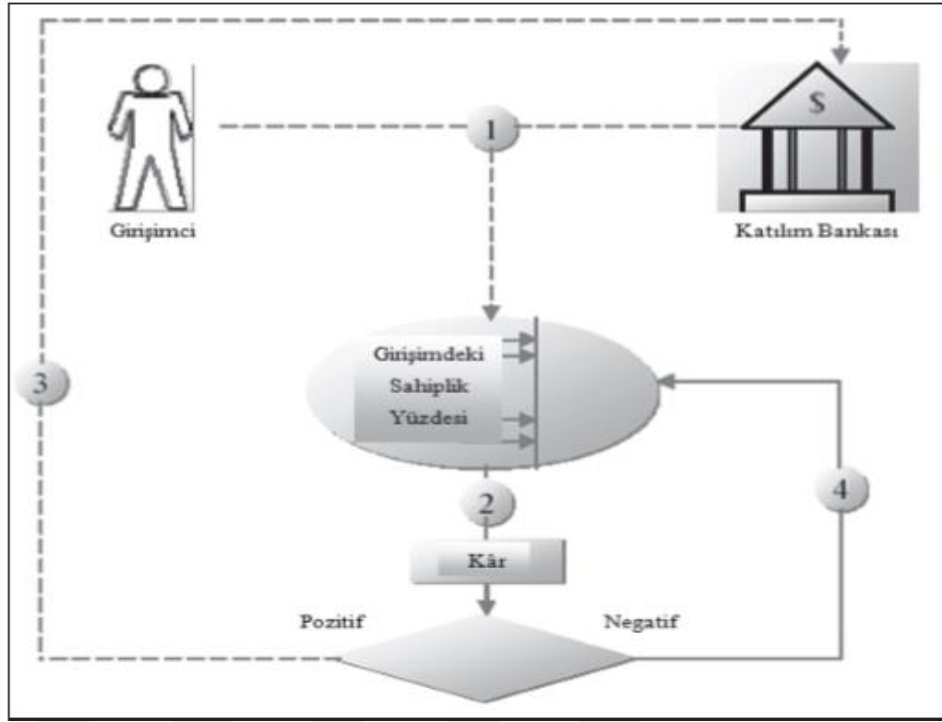 $
1
Girişimci
Katılım Bankası
Girişimdeki
Sahiplik
Yüzdesi
3
4
2
Kâr
Pozitif
Negatif